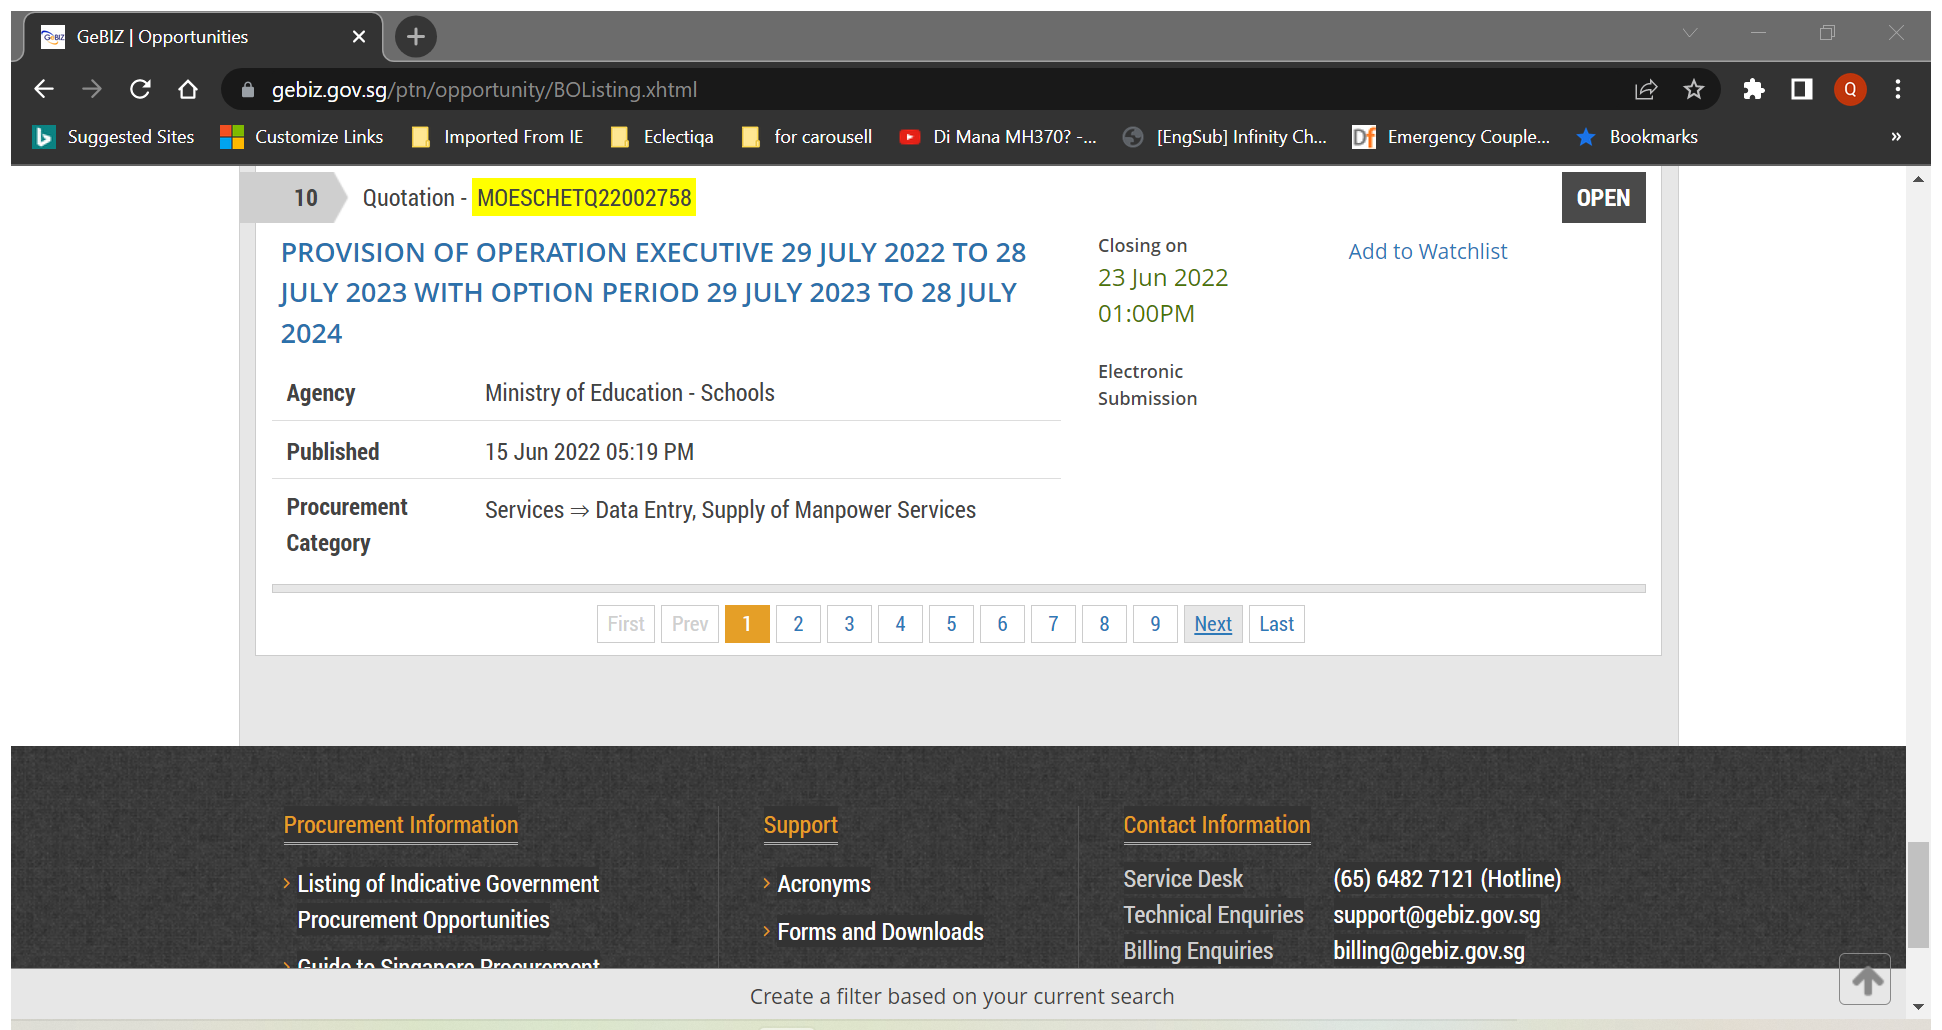 GeBIZ
GeBIZ | Opportunities
gebiz.gov.sg/ptn/opportunity/BOListing.xhtml
Q
Suggested Sites
Customize Links
Imported From IE
Eclectiqa
for carousell
Di Mana MH370? -...
[EngSub] Infinity Ch...
Df
Emergency Couple...
Bookmarks
»
10
Quotation - MOESCHETQ22002758
OPEN
PROVISION OF OPERATION EXECUTIVE 29 JULY 2022 TO 28
JULY 2023 WITH OPTION PERIOD 29 JULY 2023 TO 28 JULY
2024
Closing on
23 Jun 2022
01:00PM
Electronic
Submission
Add to Watchlist
Agency Ministry of Education - Schools
Published 15 Jun 2022 05:19 PM
Procurement
Category
Services ⇒ Data Entry, Supply of Manpower Services
First Prev 1 2 3 4 5 6 7 8 9 Next Last
Procurement Information
Listing of Indicative Government
Procurement Opportunities
Guide to Singapore Procurement
Support
Acronyms
Forms and Downloads
Contact Information
Service Desk (65) 6482 7121 (Hotline)
Technical Enquiries support@gebiz.gov.sg
Billing Enquiries billing@gebiz.gov.sg
Create a filter based on your current search